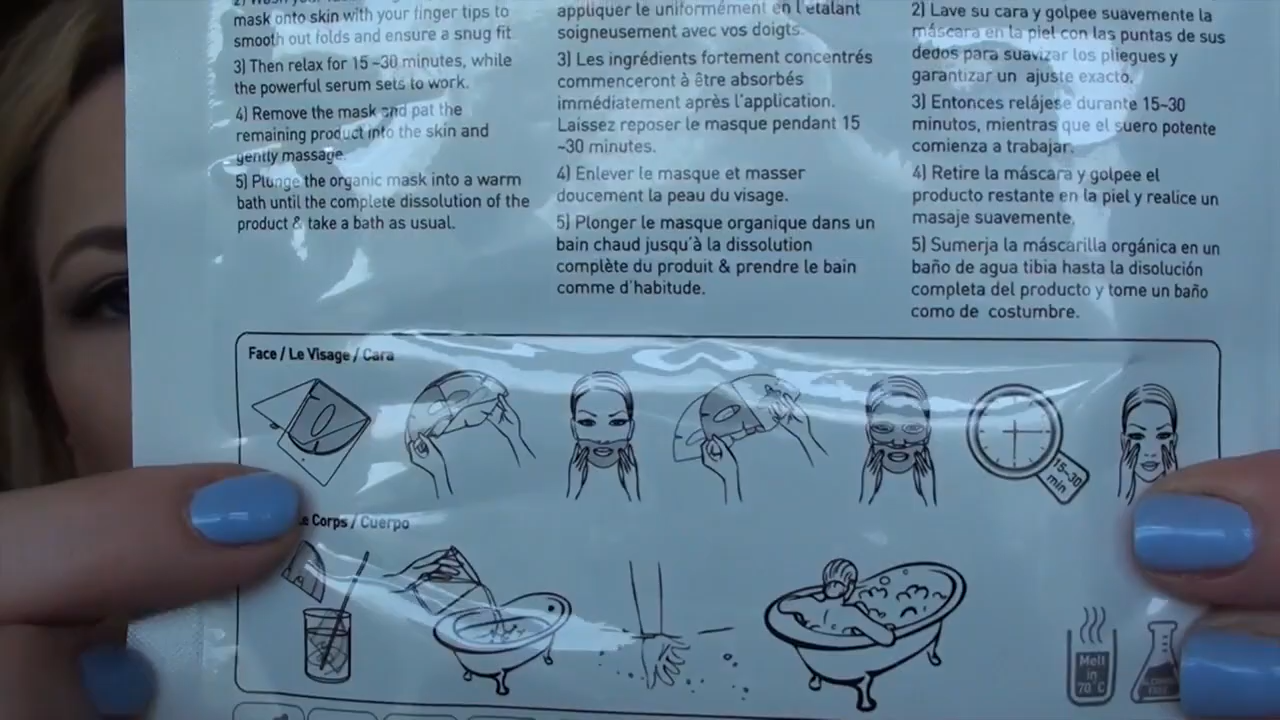 mask onto skin with your finger tips to
smooth out folds and ensure a snug fit
3) Then relax for 15 ~30 minutes, while
the powerful serum sets to work.
4) Remove the mask and pat the
remaining product into the skin and
gently massage.
5) Plunge the organic mask into a warm
bath until the complete dissolution of the
product & take a bath as usual.
appliquer le uniformément en l'étalant
soigneusement avec vos doigts.
3) Les ingrédients fortement concentrés
commenceront à être absorbés
immédiatement après l'application.
Laissez reposer le masque pendant 15
~30 minutes.
4) Enlever le masque et masser
doucement la peau du visage.
5) Plonger le masque organique dans un
bain chaud jusqu'à la dissolution
complète du produit & prendre le bain
comme d'habitude.
2) Lave su cara y golpee suavemente la
máscara en la piel con las puntas de sus
dedos para suavizar los pliegues y
garantizar un ajuste exacto.
3) Entonces relájese durante 15~30
minutos, mientras que el suero potente
comienza a trabajar.
4) Retire la máscara y golpee el
producto restante en la piel y realice un
masaje suavemente.
5) Sumerja la máscarilla orgánica en un
baño de agua tibia hasta la disolución
completa del producto y tome un baño
como de costumbre.
Face / Le Visage / Cara
15~30
min
Corps / Cuerpo
Melt
in
70°C